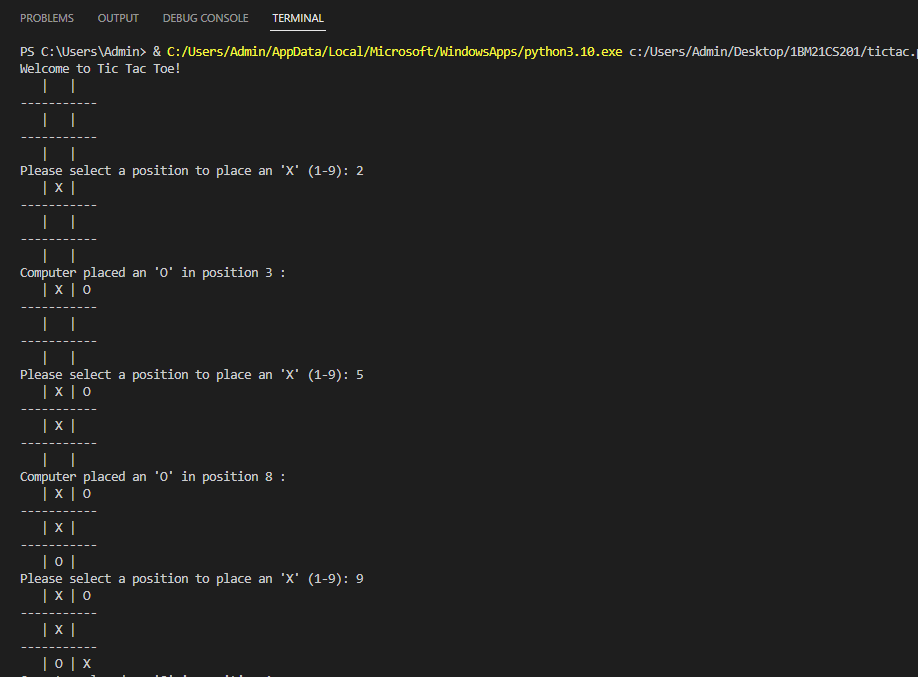 PROBLEMS OUTPUT DEBUG CONSOLE TERMINAL
PS C:\Users\Admin> & C:/Users/Admin/AppData/Local/Microsoft/WindowsApps/python3.10.exe c:/Users/Admin/Desktop/1BM21CS201/tictac.
Welcome to Tic Tac Toe!
   |   |
-----------
   |   |
-----------
   |   |
Please select a position to place an 'X' (1-9): 2
   | X |
-----------
   |   |
-----------
   |   |
Computer placed an 'O' in position 3 :
   | X | O
-----------
   |   |
-----------
   |   |
Please select a position to place an 'X' (1-9): 5
   | X | O
-----------
   | X |
-----------
   |   |
Computer placed an 'O' in position 8 :
   | X | O
-----------
   | X |
-----------
   | O |
Please select a position to place an 'X' (1-9): 9
   | X | O
-----------
   | X |
-----------
   | O | X